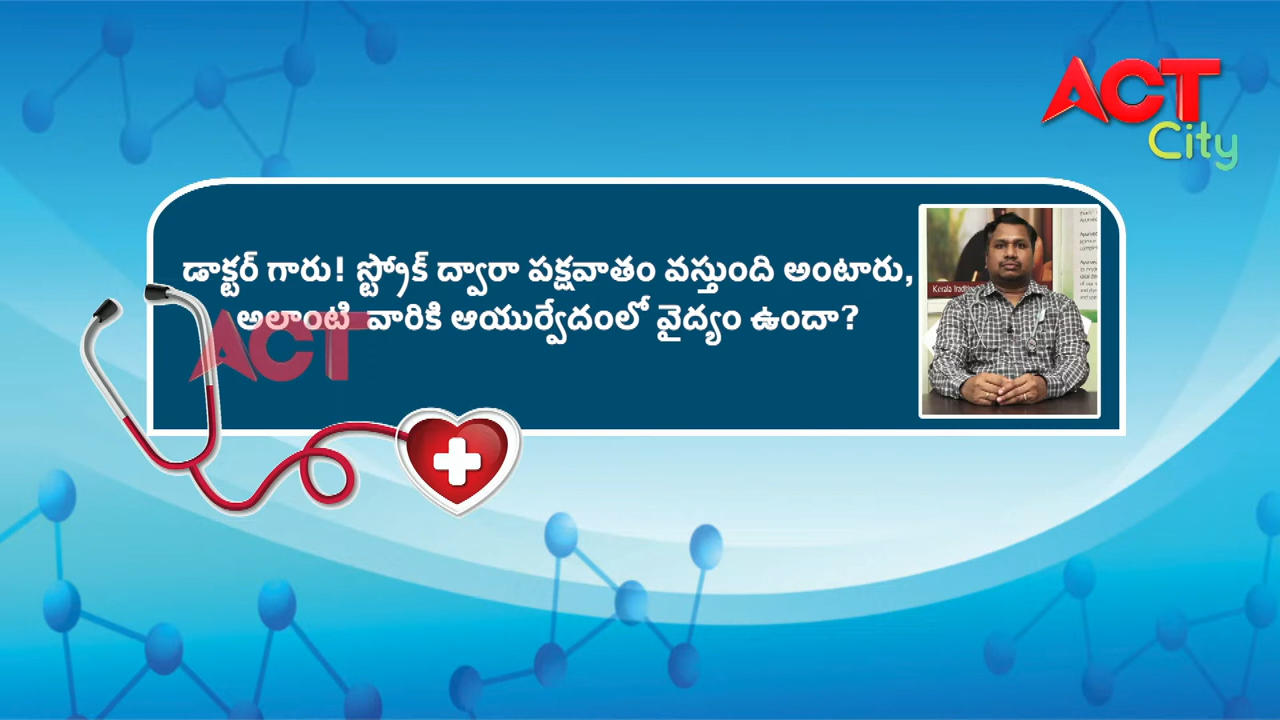 ACT
City
డాక్టర్ గారు! స్ట్రోక్ ద్వారా పక్షవాతం వస్తుంది అంటారు,
అలాంటి వారికి ఆయుర్వేదంలో వైద్యం ఉందా?
ACT